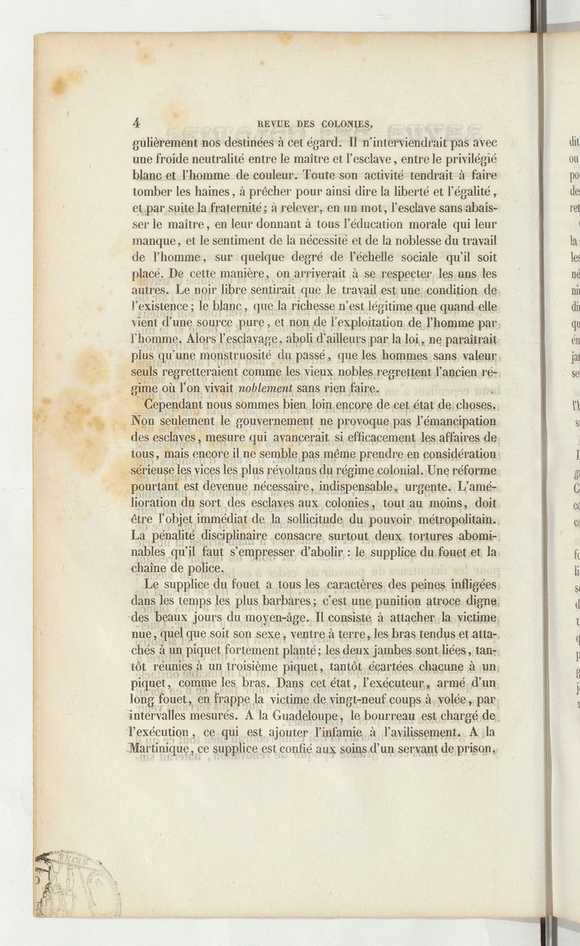 4 REVUE DES COLONIES.
gulièrement nos destinées à cet égard. Il n'interviendrait pas avec
une froide neutralité entre le maître et l'esclave, entre le privilégié
blanc et l'homme de couleur. Toute son activité tendrait à faire
tomber les haines, à prêcher pour ainsi dire la liberté et l'égalité,
et par suite la fraternité; à relever, en un mot, l'esclave sans abais-
ser le maître, en leur donnant à tous l'éducation morale qui leur
manque, et le sentiment de la nécessité et de la noblesse du travail
de l'homme, sur quelque degré de l'échelle sociale qu'il soit
placé. De cette manière, on arriverait à se respecter les uns les
autres. Le noir libre sentirait que le travail est une condition de
l'existence; le blanc, que la richesse n'est légitime que quand elle
vient d'une source pure, et non de l'exploitation de l'homme par
l'homme. Alors l'esclavage, aboli d'ailleurs par la loi, ne paraîtrait
plus qu'une monstruosité du passé, que les hommes sans valeur
seuls regretteraient comme les vieux nobles regrettent l'ancien ré-
gime où l'on vivait noblement sans rien faire.
Cependant nous sommes bien loin encore de cet état de choses.
Non seulement le gouvernement ne provoque pas l'émancipation
des esclaves, mesure qui avancerait si efficacement les affaires de
tous, mais encore il ne semble pas même prendre en considération
sérieuse les vices les plus révoltans du régime colonial. Une réforme
pourtant est devenue nécessaire, indispensable, urgente. L'amé-
lioration du sort des esclaves aux colonies, tout au moins, doit
être l'objet immédiat de la sollicitude du pouvoir métropolitain.
La pénalité disciplinaire consacre surtout deux tortures abomi-
nables qu'il faut s'empresser d'abolir : le supplice du fouet et la
chaîne de police.
Le supplice du fouet a tous les caractères des peines infligées
dans les temps les plus barbares; c'est une punition atroce digne
des beaux jours du moyen-âge. Il consiste à attacher la victime
nue, quel que soit son sexe, ventre à terre, les bras tendus et atta-
chés à un piquet fortement planté; les deux jambes sont liées, tan-
tôt réunies à un troisième piquet, tantôt écartées chacune à un
piquet, comme les bras. Dans cet état, l'exécuteur, armé d'un
long fouet, en frappe la victime de vingt-neuf coups à volée, par
intervalles mesurés. A la Guadeloupe, le bourreau est chargé de
l'exécution, ce qui est ajouter l'infamie à l'avilissement. A la
Martinique, ce supplice est confié aux soins d'un servant de prison.